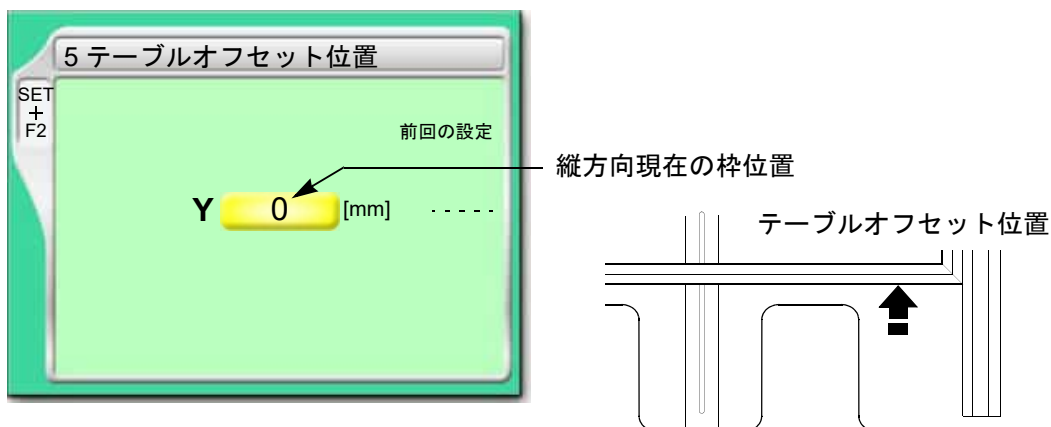 5 テーブルオフセット位置
SET
+
F2
前回の設定
縦方向現在の枠位置
Y 0 [mm] - - - - -
テーブルオフセット位置